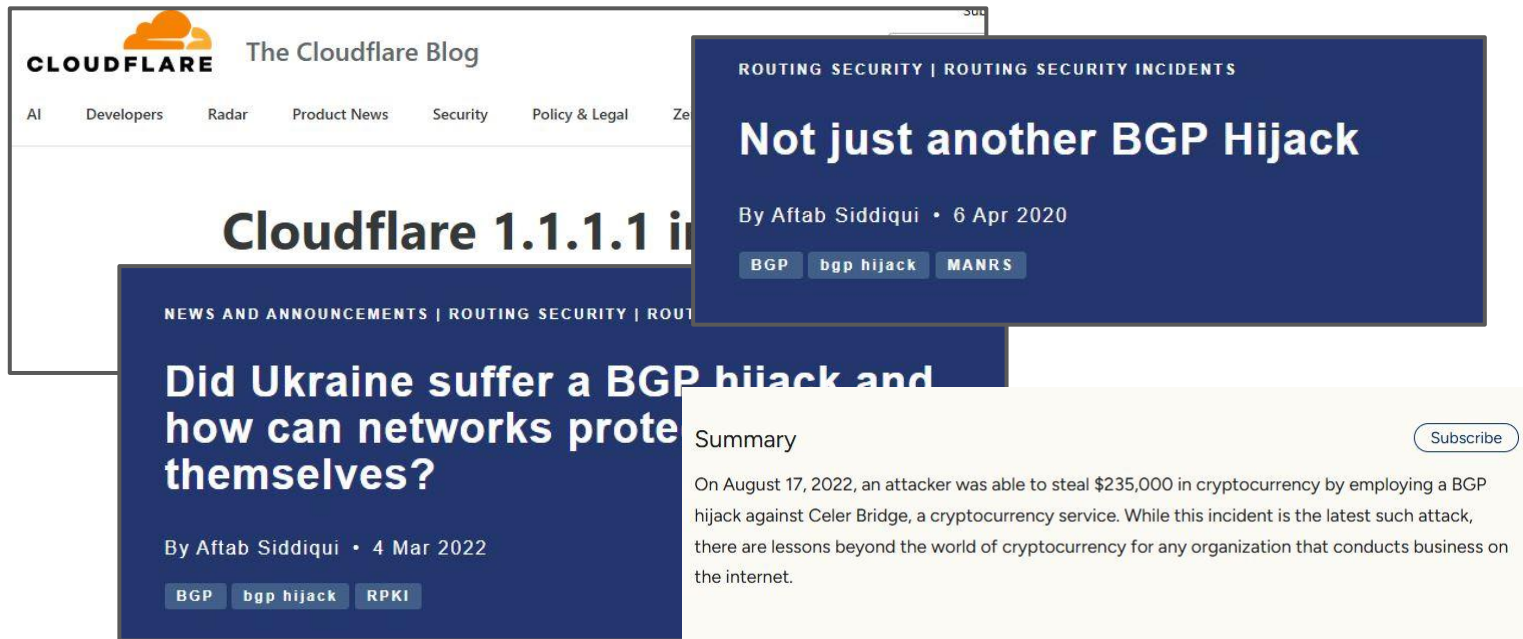 CLOUDFLARE
The Cloudflare Blog
AI Developers Radar Product News Security Policy & Legal
Cloudflare 1.1.1.1
ROUTING SECURITY | ROUTING SECURITY INCIDENTS
Not just another BGP Hijack
By Aftab Siddiqui • 6 Apr 2020
BGP bgp hijack MANRS
NEWS AND ANNOUNCEMENTS | ROUTING SECURITY |
Did Ukraine suffer a BGP hijack and
how can networks
themselves?
By Aftab Siddiqui • 4 Mar 2022
BGP bgp hijack RPKI
Summary
Subscribe
On August 17, 2022, an attacker was able to steal $235,000 in cryptocurrency by employing a BGP
hijack against Celer Bridge, a cryptocurrency service. While this incident is the latest such attack,
there are lessons beyond the world of cryptocurrency for any organization that conducts business on
the internet.